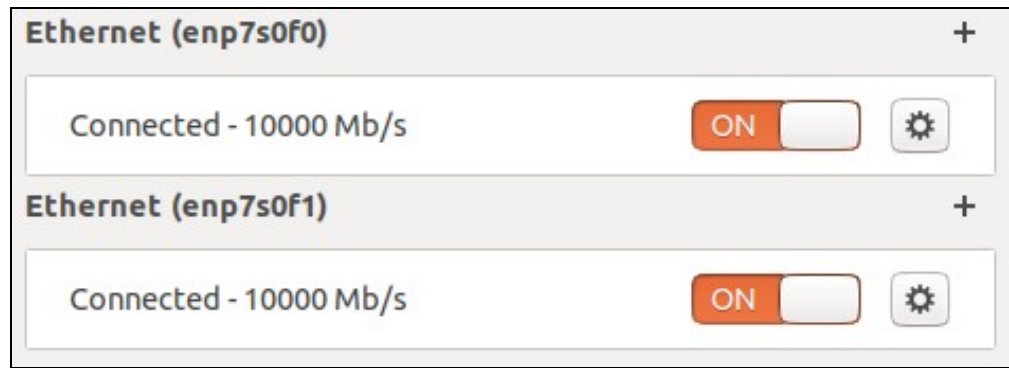 Ethernet (enp7s0f0) +
Connected - 10000 Mb/s ON
Ethernet (enp7s0f1) +
Connected - 10000 Mb/s ON